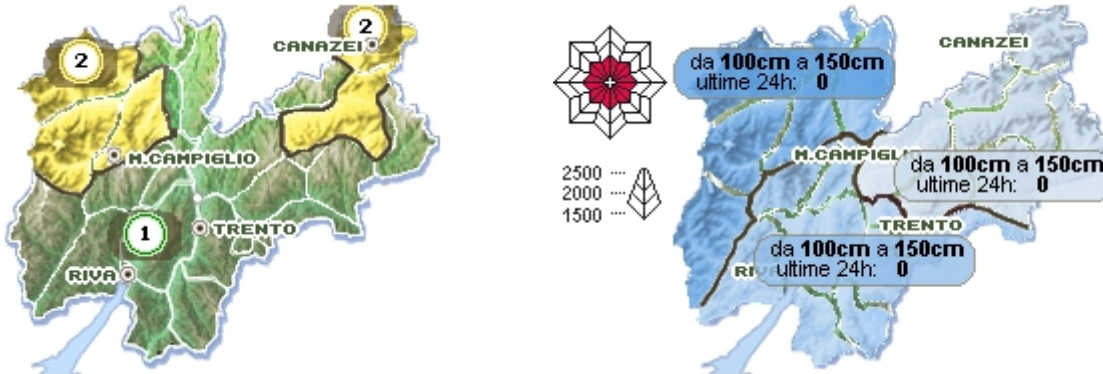 2
2
CANAZEI
M.CAMPIGLIO
1
TRENTO
RIVA
CANAZEI
da 100cm a 150cm
ultime 24h: 0
M.CAMPIGLI
da 100cm a 150cm
ultime 24h: 0
2500
2000
1500
TRENTO
da 100cm a 150cm
ultime 24h: 0
RIVA